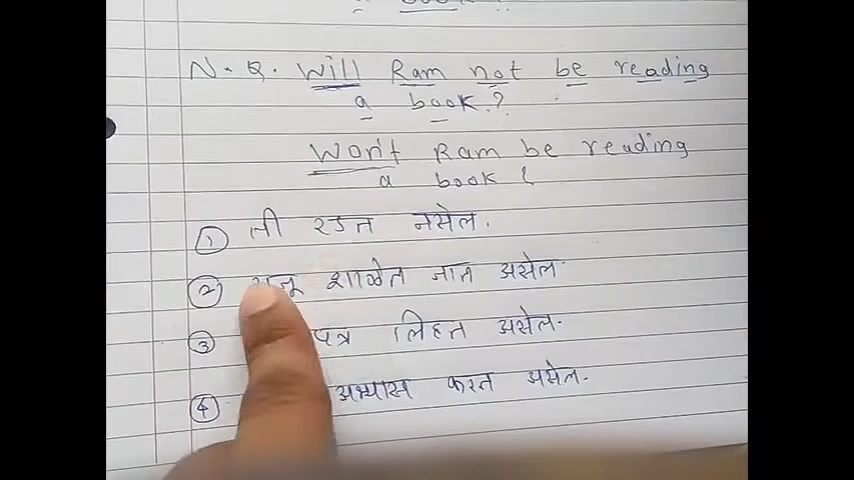 N. Q. Will Ram not be reading
a book.?
Won't Ram be reading
a book ?
① ती रडत नसेल.
② राजू शाळेत जात असेल.
③ पत्र लिहत असेल.
④ अभ्यास करत असेल.